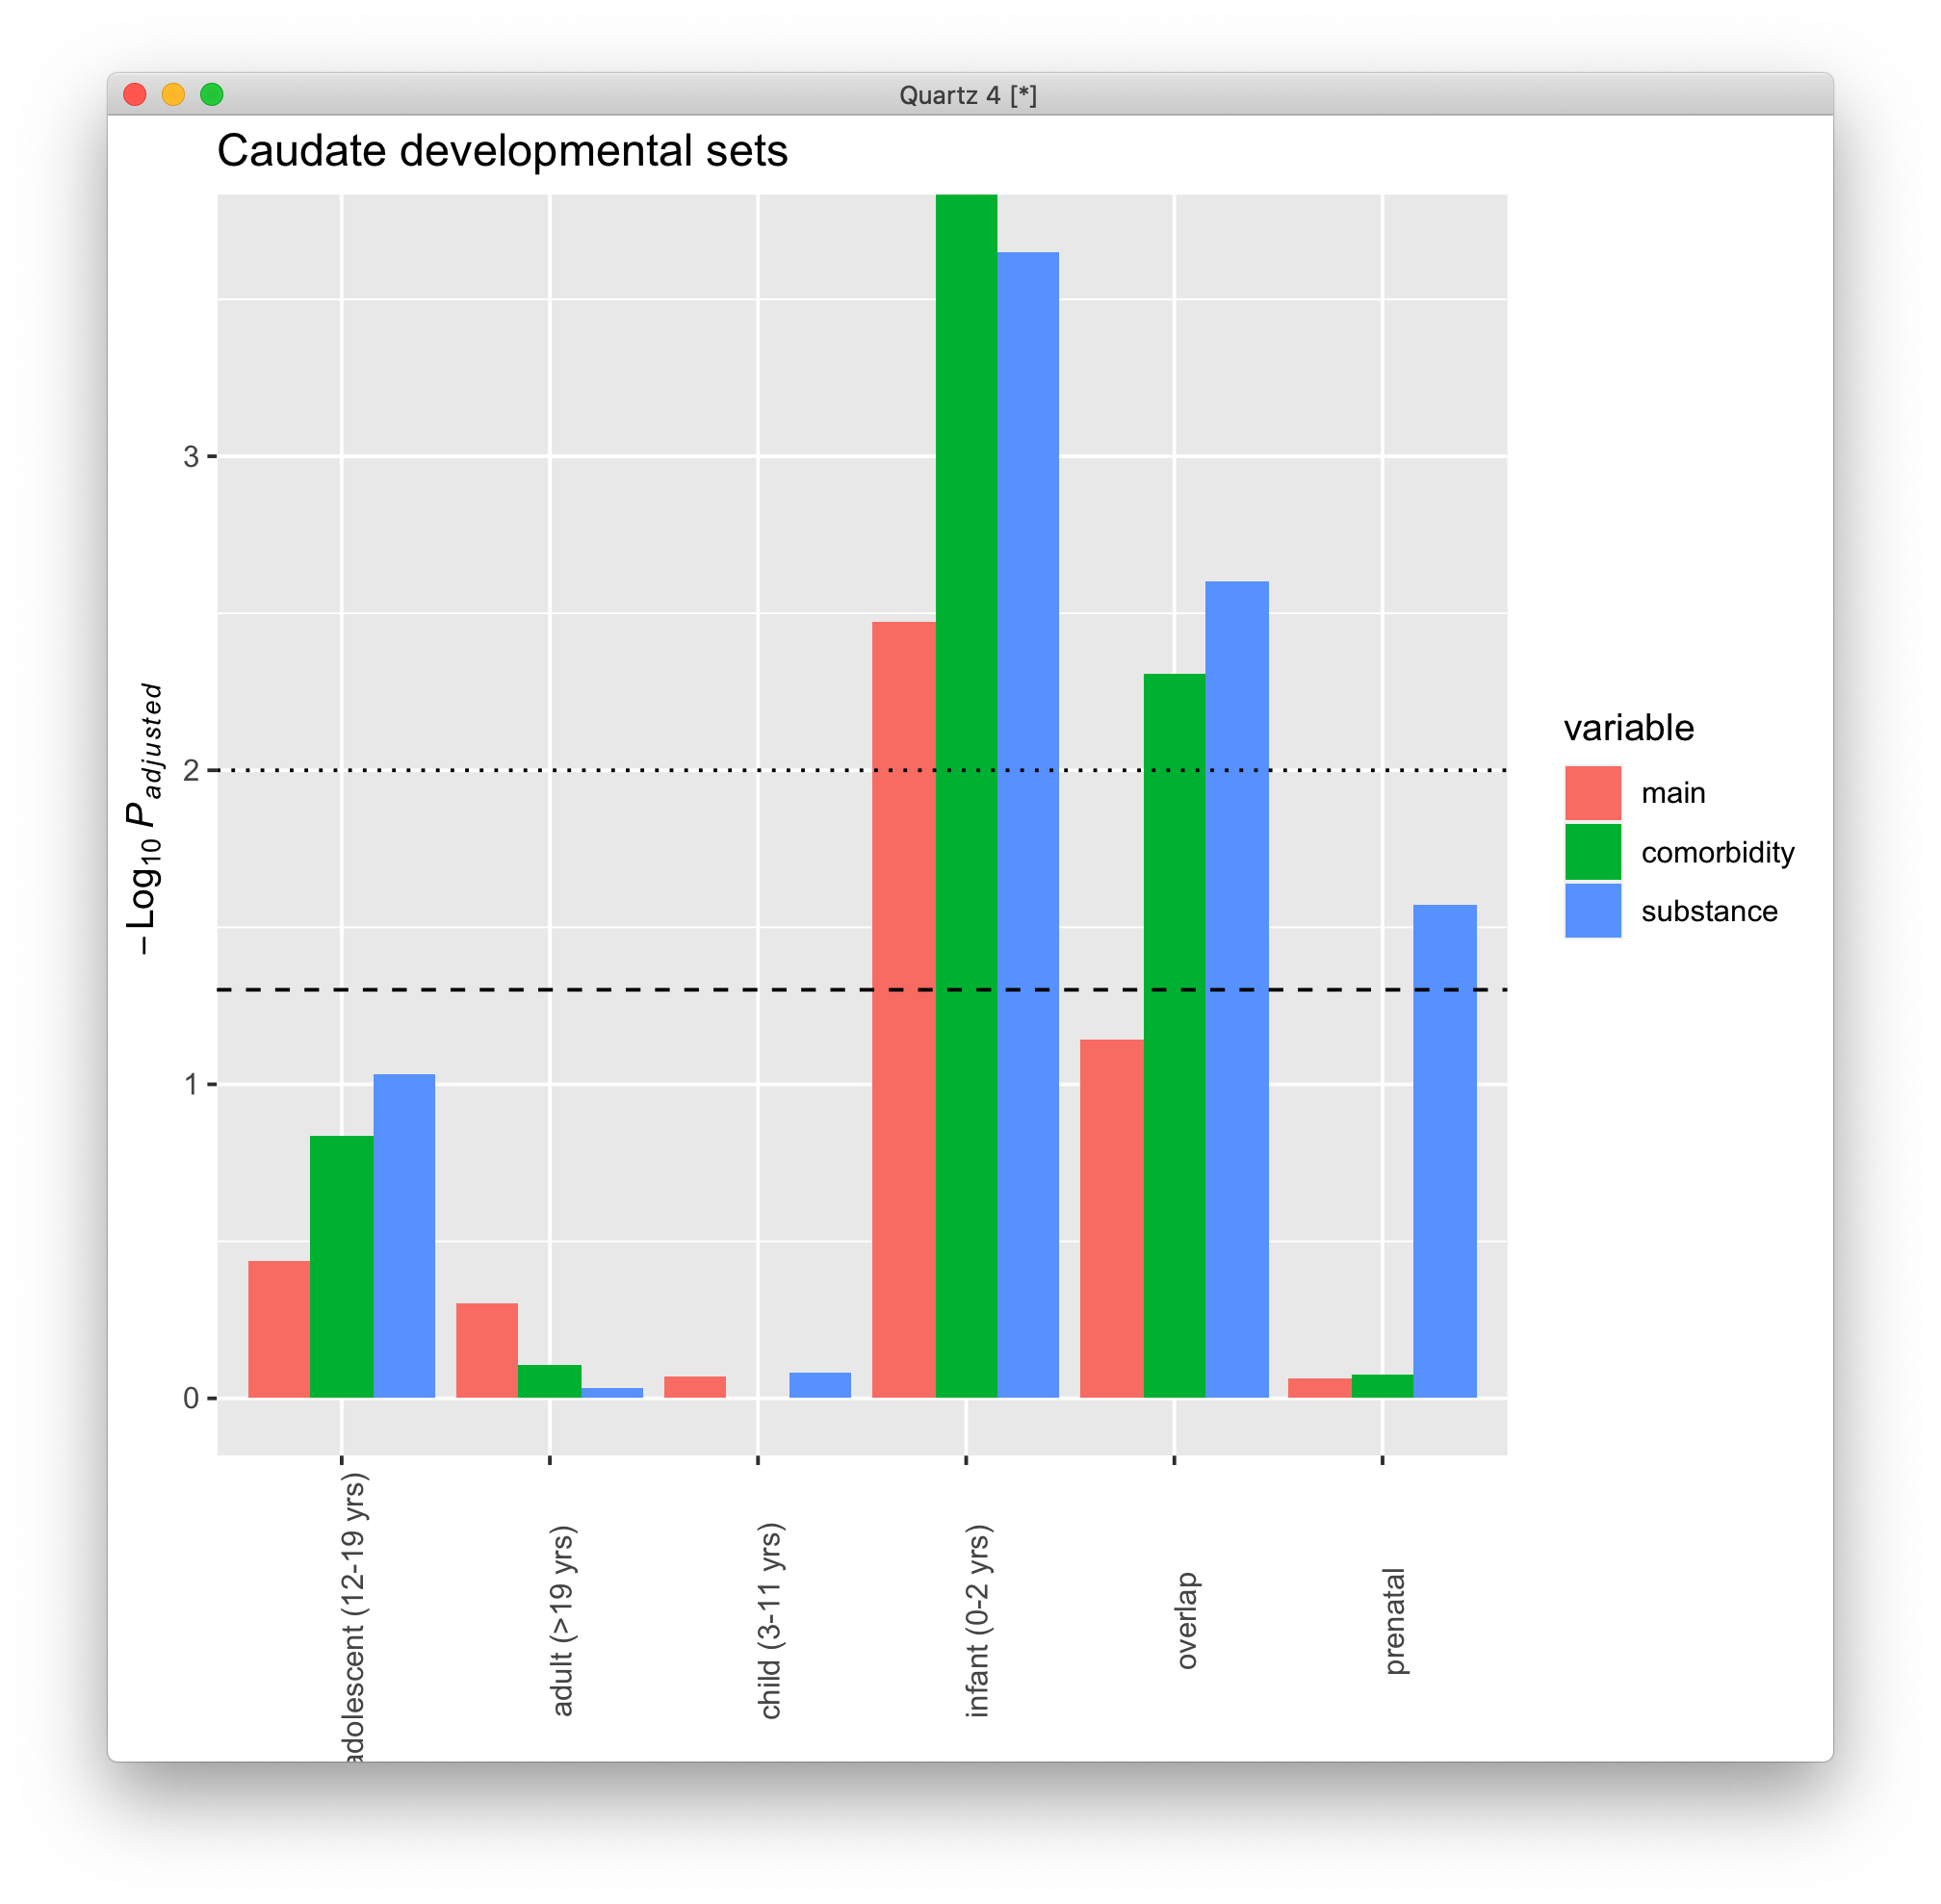 Quartz 4 [*]
Caudate developmental sets
3
2
1
0
−Log10 Padjusted
adolescent (12-19 yrs)
adult (>19 yrs)
child (3-11 yrs)
infant (0-2 yrs)
overlap
prenatal
variable
main
comorbidity
substance